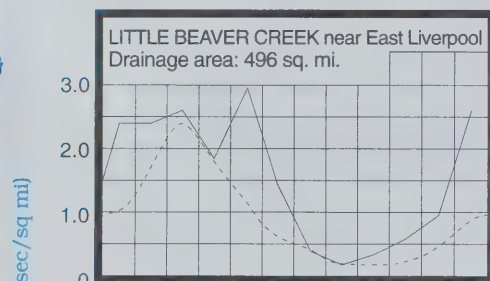 LITTLE BEAVER CREEK near East Liverpool
Drainage area: 496 sq. mi.
3.0
2.0
1.0
0
sec/sq mi)